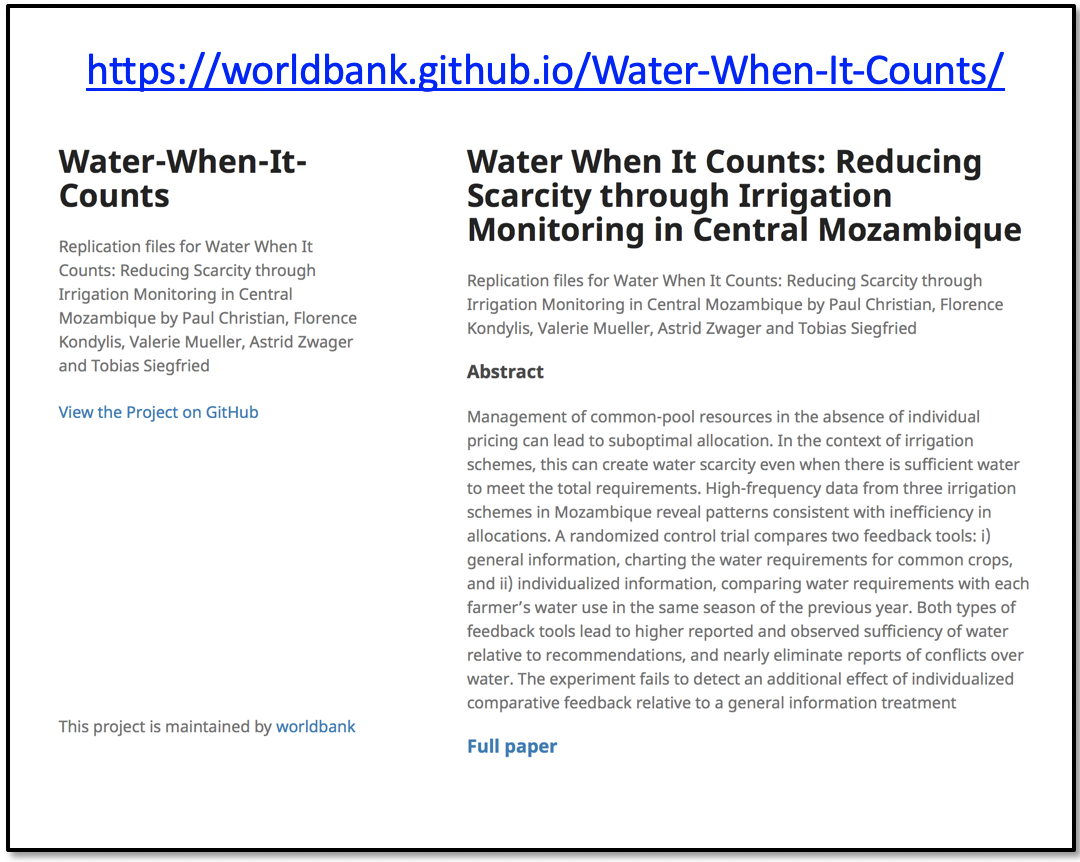 https://worldbank.github.io/Water-When-It-Counts/
Water-When-It-
Counts
Replication files for Water When It
Counts: Reducing Scarcity through
Irrigation Monitoring in Central
Mozambique by Paul Christian, Florence
Kondylis, Valerie Mueller, Astrid Zwager
and Tobias Siegfried
View the Project on GitHub
This project is maintained by worldbank
Water When It Counts: Reducing
Scarcity through Irrigation
Monitoring in Central Mozambique
Replication files for Water When It Counts: Reducing Scarcity through
Irrigation Monitoring in Central Mozambique by Paul Christian, Florence
Kondylis, Valerie Mueller, Astrid Zwager and Tobias Siegfried
Abstract
Management of common-pool resources in the absence of individual
pricing can lead to suboptimal allocation. In the context of irrigation
schemes, this can create water scarcity even when there is sufficient water
to meet the total requirements. High-frequency data from three irrigation
schemes in Mozambique reveal patterns consistent with inefficiency in
allocations. A randomized control trial compares two feedback tools: i)
general information, charting the water requirements for common crops,
and ii) individualized information, comparing water requirements with each
farmer’s water use in the same season of the previous year. Both types of
feedback tools lead to higher reported and observed sufficiency of water
relative to recommendations, and nearly eliminate reports of conflicts over
water. The experiment fails to detect an additional effect of individualized
comparative feedback relative to a general information treatment
Full paper